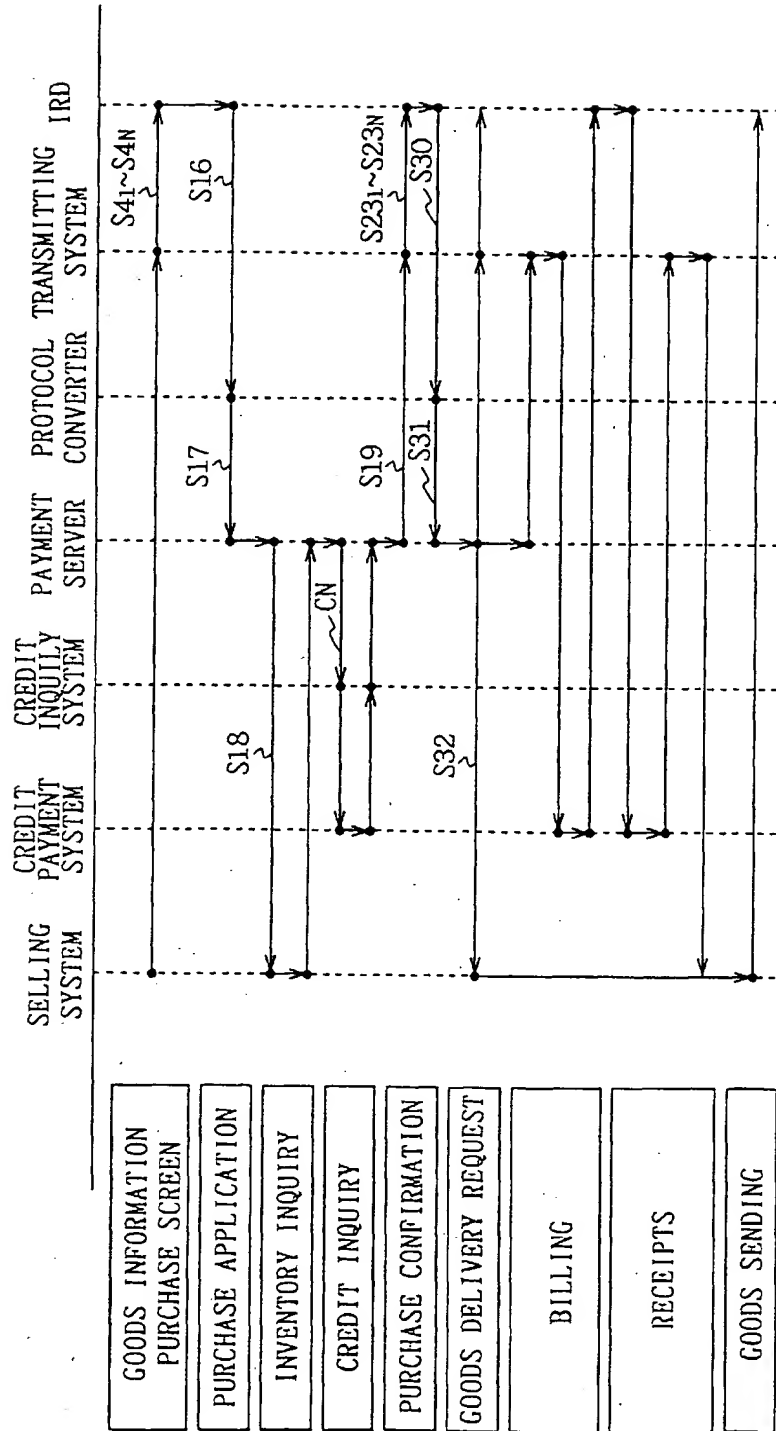 SELLING
SYSTEM
CREDIT
PAYMENT
SYSTEM
CREDIT
INQUILY
SYSTEM
PAYMENT
SERVER
PROTOCOL
CONVERTER
TRANSMITTING
SYSTEM
IRD
GOODS INFORMATION
PURCHASE SCREEN
S41~S4N
PURCHASE APPLICATION
S17
S16
INVENTORY INQUIRY
S18
CREDIT INQUIRY
CN
PURCHASE CONFIRMATION
S19
S231~S23N
S31
S30
GOODS DELIVERY REQUEST
S32
BILLING
RECEIPTS
GOODS SENDING